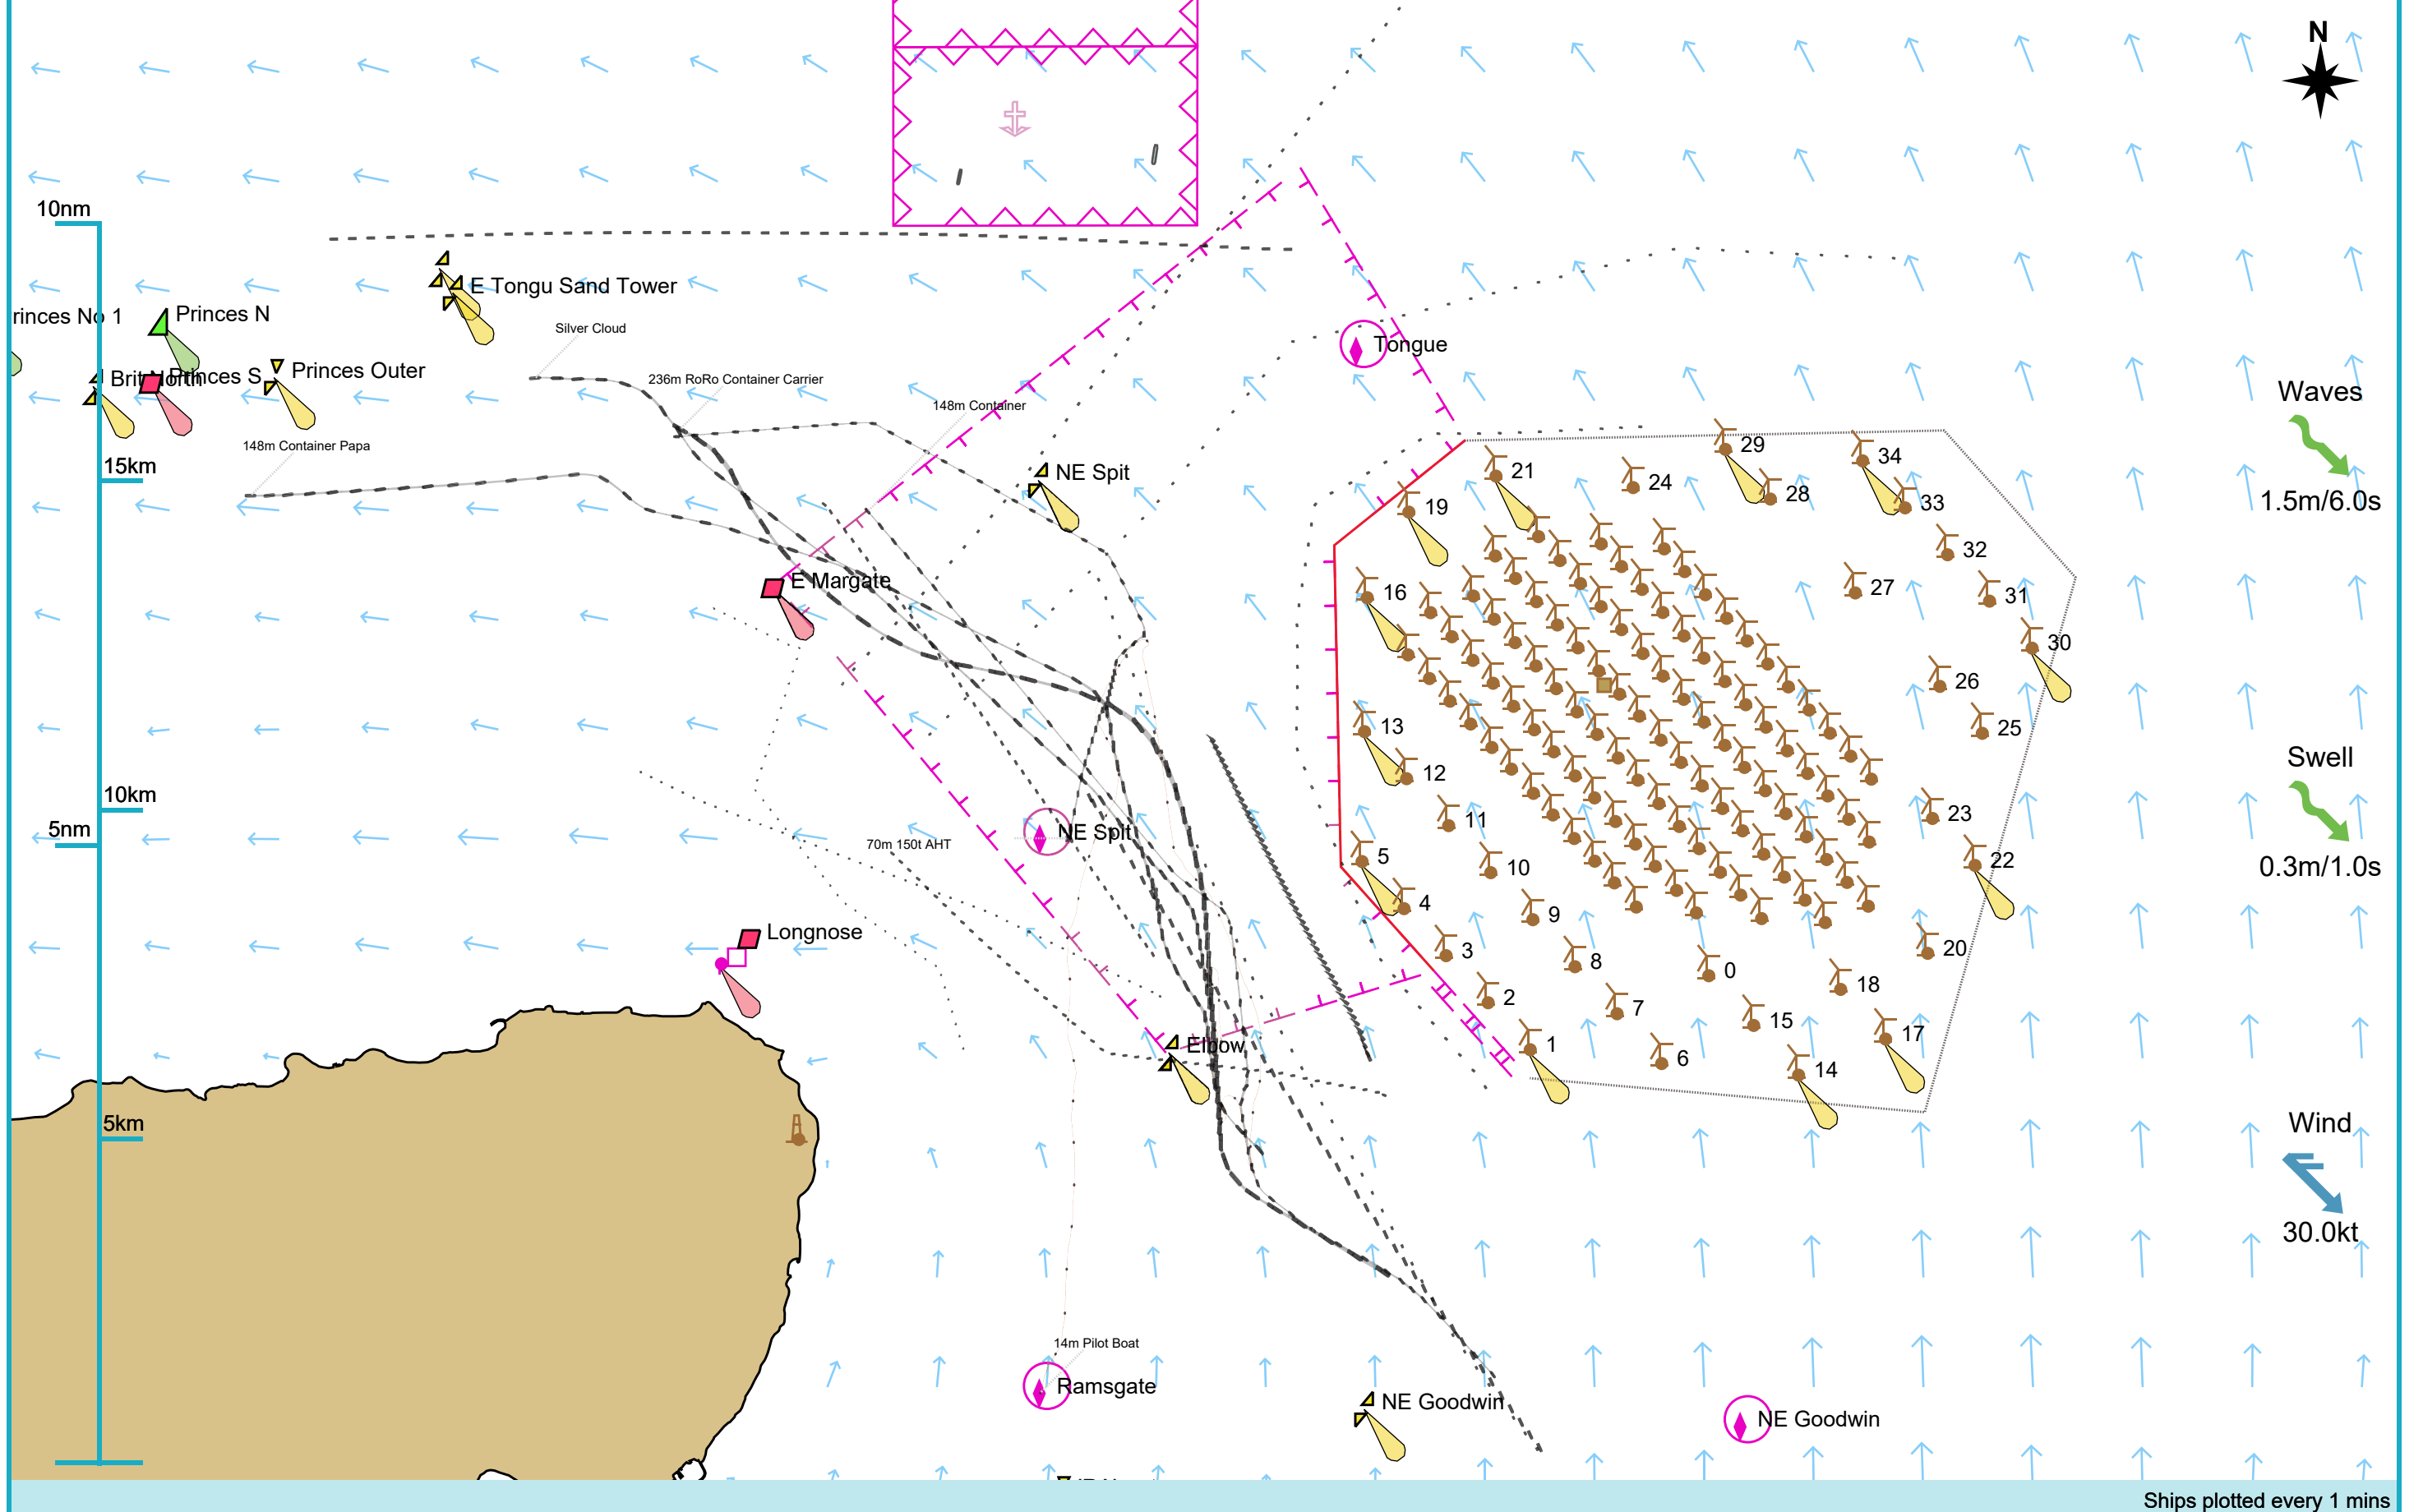 N
10nm
E Tongu Sand Tower
rinces No 1
Princes N
Silver Cloud
Tongue
Princes Outer
Princes S
236m RoRo Container Carrier
Waves
148m Container
148m Container Papa
29
34
21
NE Spit
15km
24
28
1.5m/6.0s
33
19
32
E Margate
27
16
31
30
26
13
25
Swell
12
10km
23
11
5nm
NE Spit
70m 150t AHT
5
22
10
0.3m/1.0s
4
9
Longnose
3
20
8
0
18
2
7
15
17
Elbow
1
6
14
5km
Wind
30.0kt
14m Pilot Boat
Ramsgate
NE Goodwin
NE Goodwin
Ships plotted every 1 mins